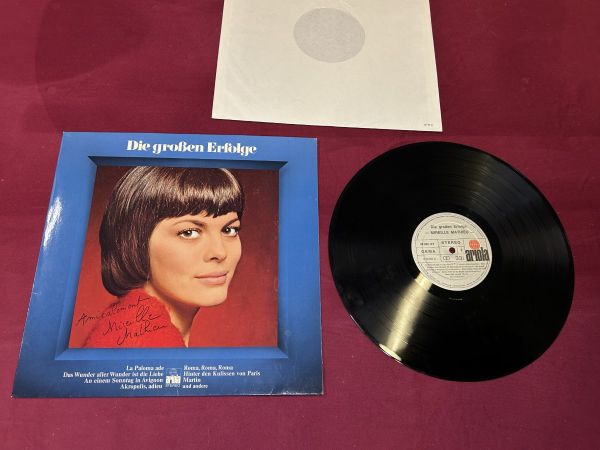 Die großen Erfolge
Amicalement
Mireille
Mathieu
La Paloma ade
Das Wunder aller Wunder ist die Liebe
An einem Sonntag in Avignon
Akropolis, adieu
Roma, Roma, Roma
Hinter den Kulissen von Paris
Martin
und andere
Die großen Erfolge
MIREILLE MATHIEU
STEREO
GEMA
33
ariola